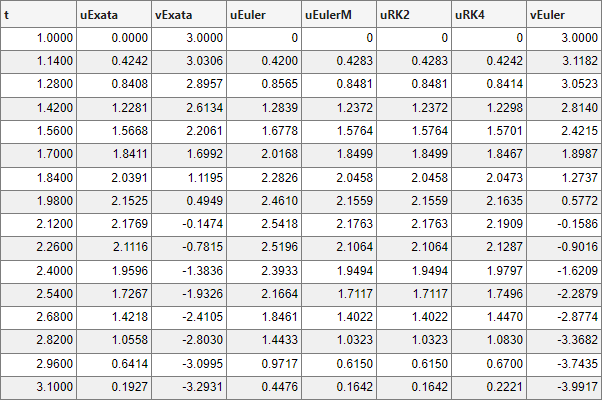 t uExata vExata uEuler uEulerM uRK2 uRK4 vEuler
1.0000 0.0000 3.0000 0 0 0 0 3.0000
1.1400 0.4242 3.0306 0.4200 0.4283 0.4283 0.4242 3.1182
1.2800 0.8408 2.8957 0.8565 0.8481 0.8481 0.8414 3.0523
1.4200 1.2281 2.6134 1.2839 1.2372 1.2372 1.2298 2.8140
1.5600 1.5668 2.2061 1.6778 1.5764 1.5764 1.5701 2.4215
1.7000 1.8411 1.6992 2.0168 1.8499 1.8499 1.8467 1.8987
1.8400 2.0391 1.1195 2.2826 2.0458 2.0458 2.0473 1.2737
1.9800 2.1525 0.4949 2.4610 2.1559 2.1559 2.1635 0.5772
2.1200 2.1769 -0.1474 2.5418 2.1763 2.1763 2.1909 -0.1586
2.2600 2.1116 -0.7815 2.5196 2.1064 2.1064 2.1287 -0.9016
2.4000 1.9596 -1.3836 2.3933 1.9494 1.9494 1.9797 -1.6209
2.5400 1.7267 -1.9326 2.1664 1.7117 1.7117 1.7496 -2.2879
2.6800 1.4218 -2.4105 1.8461 1.4022 1.4022 1.4470 -2.8774
2.8200 1.0558 -2.8030 1.4433 1.0323 1.0323 1.0830 -3.3682
2.9600 0.6414 -3.0995 0.9717 0.6150 0.6150 0.6700 -3.7435
3.1000 0.1927 -3.2931 0.4476 0.1642 0.1642 0.2221 -3.9917